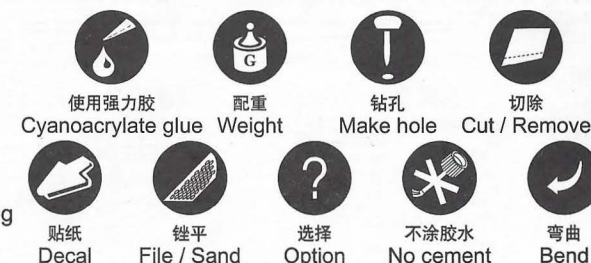 G
使用强力胶 配重 钻孔 切除
Cyanoacrylate glue Weight Make hole Cut / Remove
?
g
贴纸 锉平 选择 不涂胶水 弯曲
Decal File / Sand Option No cement Bend